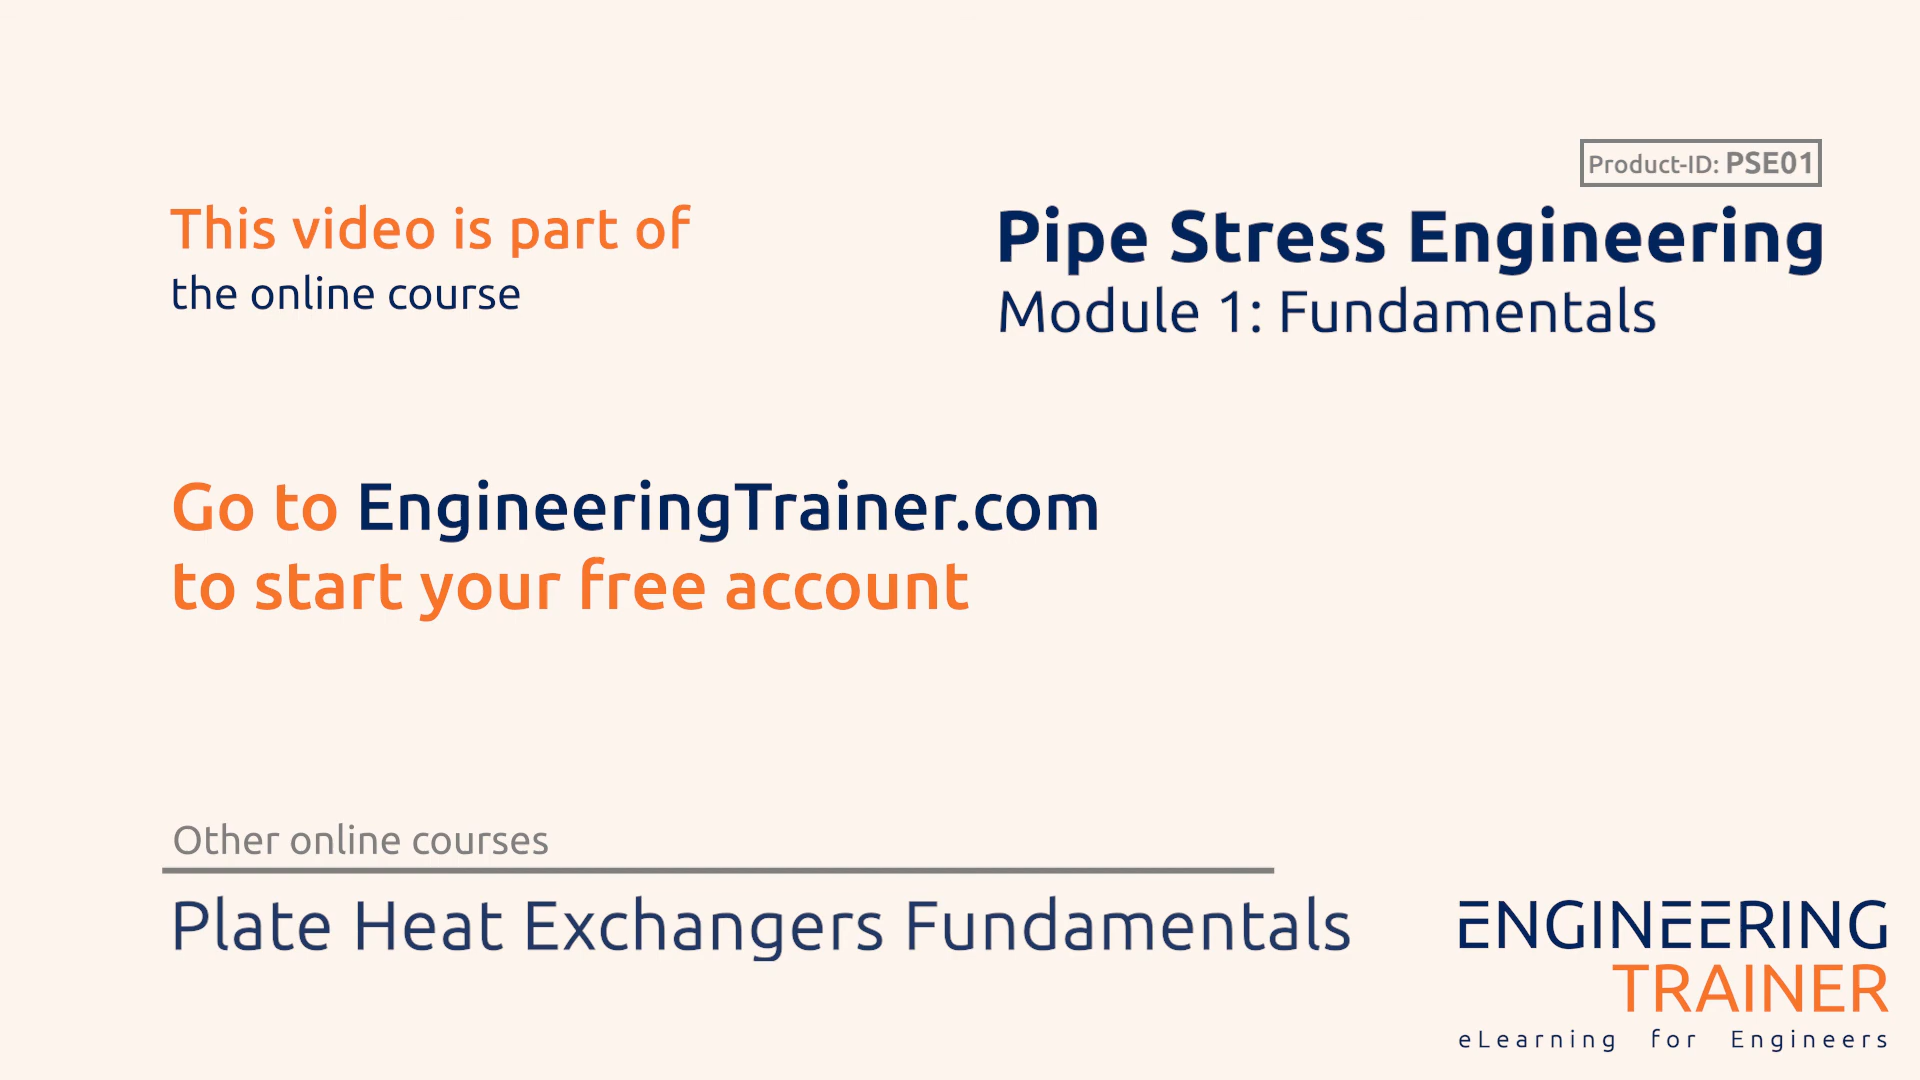 This video is part of
the online course
Product-ID: PSE01
Pipe Stress Engineering
Module 1: Fundamentals
Go to EngineeringTrainer.com
to start your free account
Other online courses
Plate Heat Exchangers Fundamentals
ENGINEERING
TRAINER
eLearning for Engineers